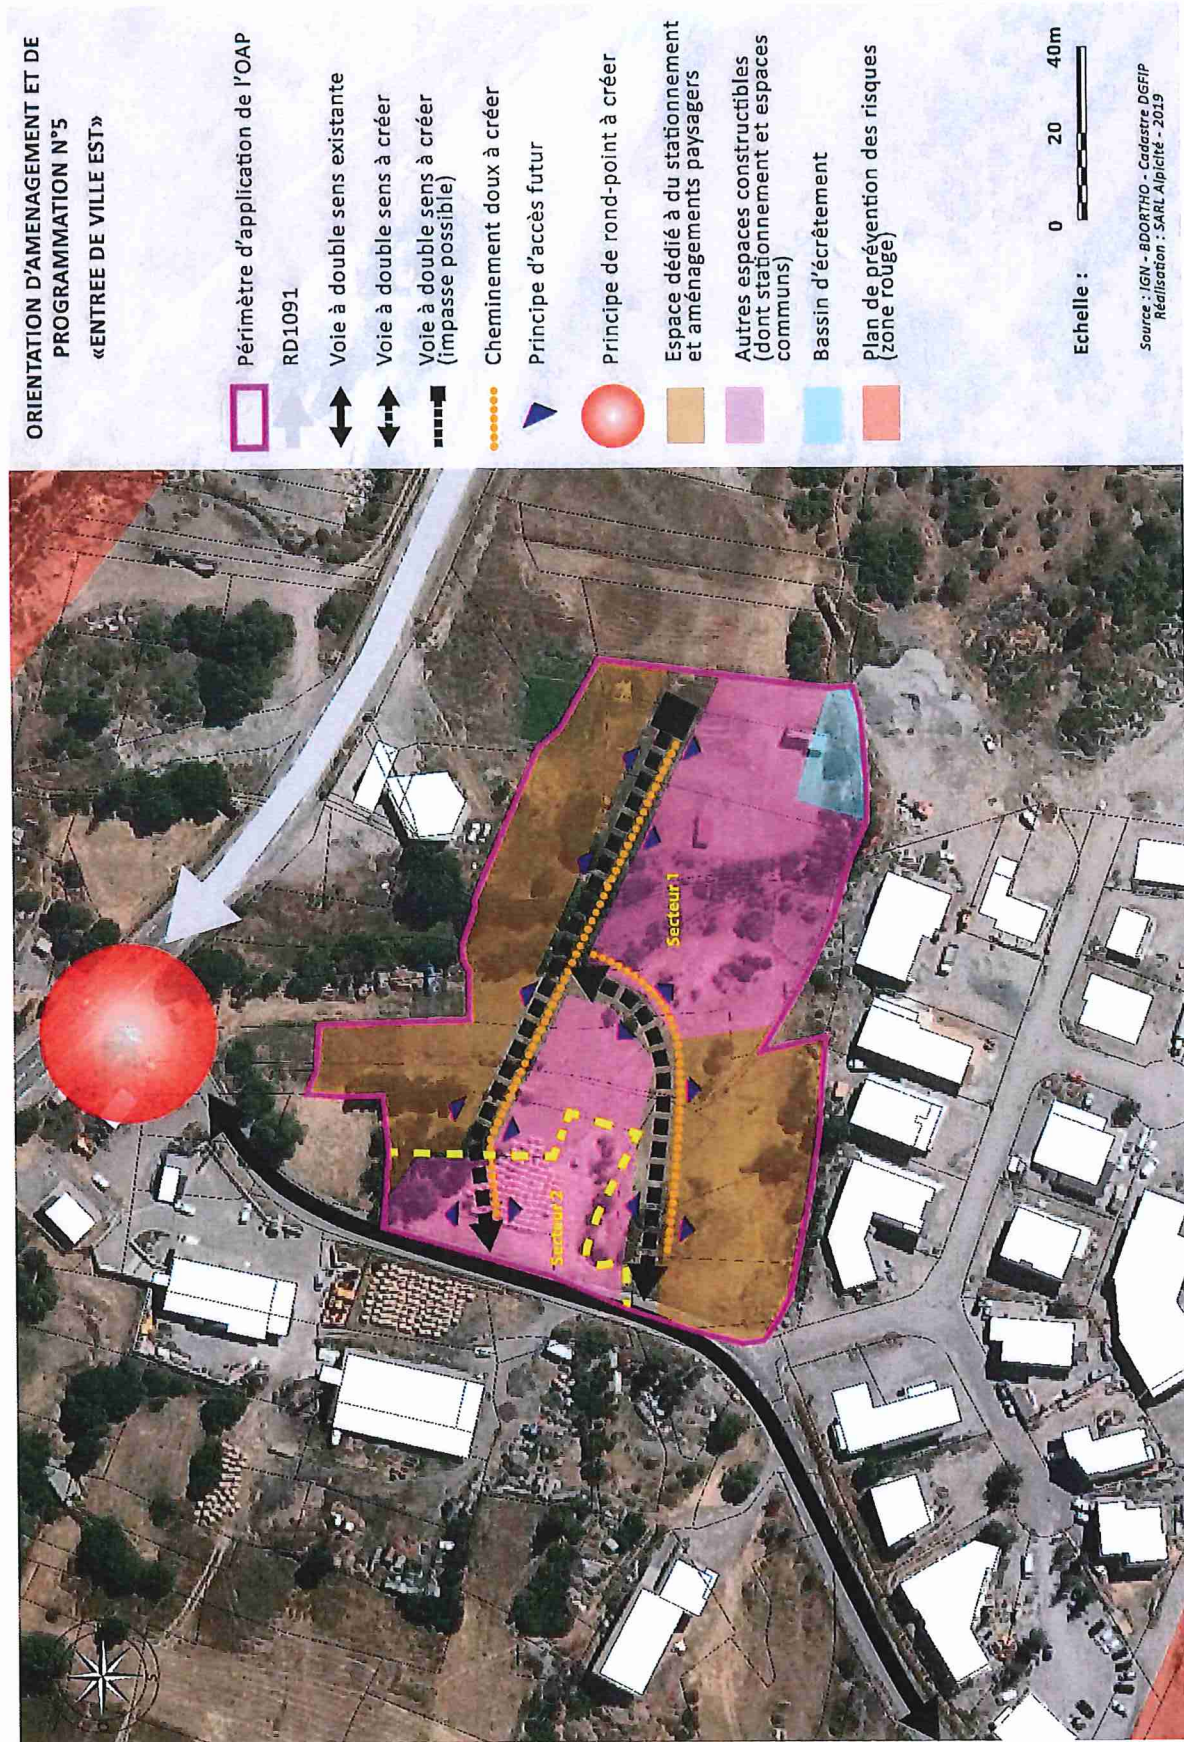 ORIENTATION D'AMENAGEMENT ET DE
PROGRAMMATION N°5
«ENTREE DE VILLE EST»
Périmètre d'application de l'OAP
RD1091
Voie à double sens existante
Voie à double sens à créer
Voie à double sens à créer
(impasse possible)
Cheminement doux à créer
Principe d'accès futur
Principe de rond-point à créer
Espace dédié à du stationnement
et aménagements paysagers
Autres espaces constructibles
(dont stationnement et espaces
communs)
Bassin d'écrêtement
Plan de prévention des risques
(zone rouge)
Echelle :
0 20 40m
Source : IGN - BDORTHO - Cadastre DGFIP
Réalisation : SARL Alpicité - 2019
Secteur 1
Secteur 2